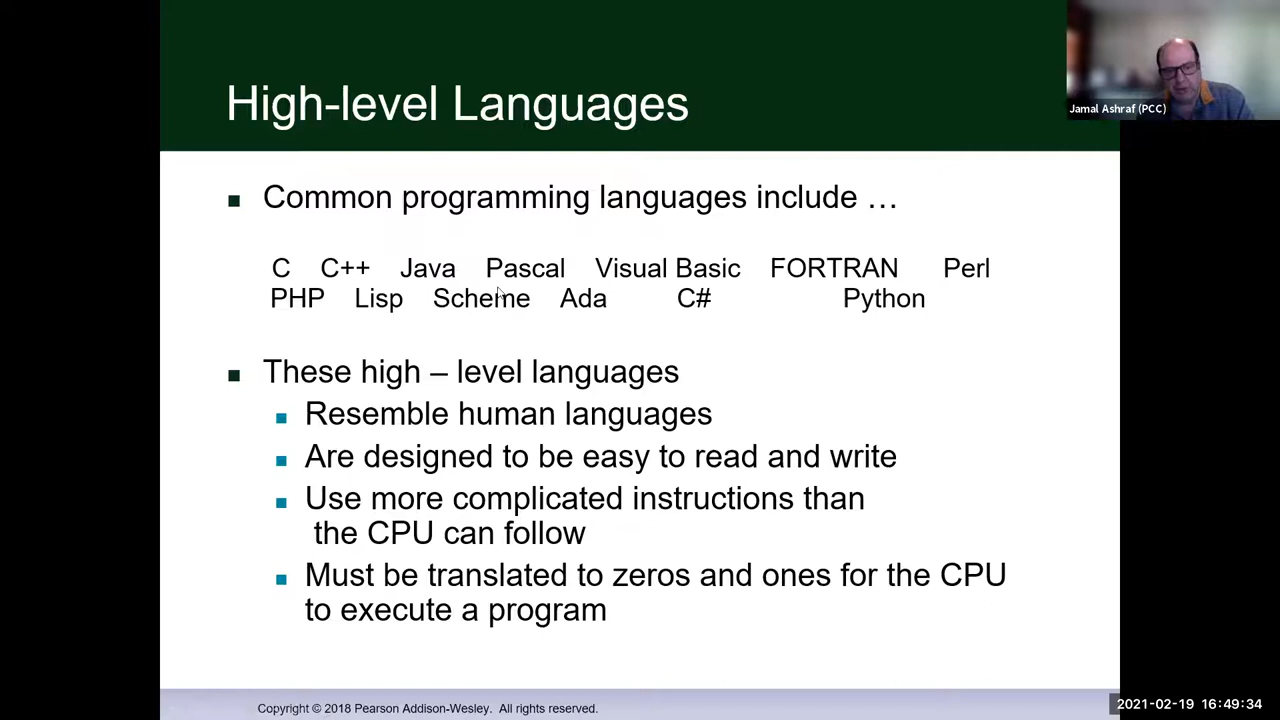 High-level Languages
Jamal Ashraf (PCC)
■ Common programming languages include …
C C++ Java Pascal Visual Basic FORTRAN Perl
PHP Lisp Scheme Ada C# Python
■ These high – level languages
■ Resemble human languages
■ Are designed to be easy to read and write
■ Use more complicated instructions than
the CPU can follow
■ Must be translated to zeros and ones for the CPU
to execute a program
Copyright © 2018 Pearson Addison-Wesley. All rights reserved.
2021-02-19 16:49:34